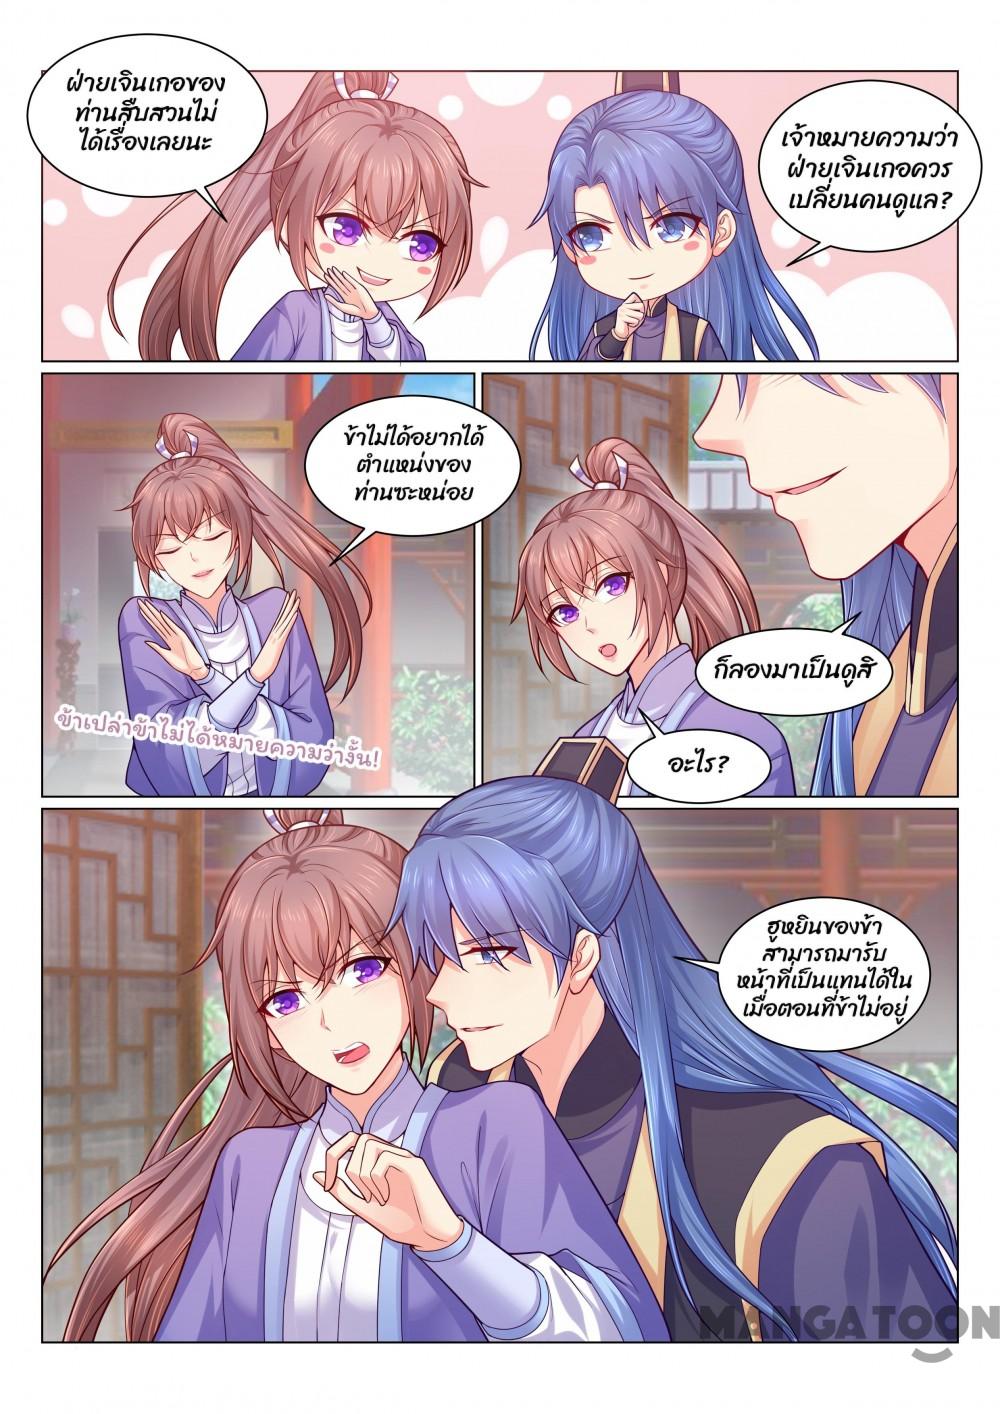 ฝ่ายเจินเกอของ
ท่านสืบสวนไม่
ได้เรื่องเลยนะ
เจ้าหมายความว่า
ฝ่ายเจินเกอควร
เปลี่ยนคนดูแล?
ข้าไม่ได้อยากได้
ตำแหน่งของ
ท่านซะหน่อย
ข้าเปล่าข้าไม่ได้หมายความว่างั้น!
ก็ลองมาเป็นดูสิ
อะไร?
ฮูหยินของข้า
สามารถมารับ
หน้าที่เป็นแทนได้ใน
เมื่อตอนที่ข้าไม่อยู่
MANGATOON